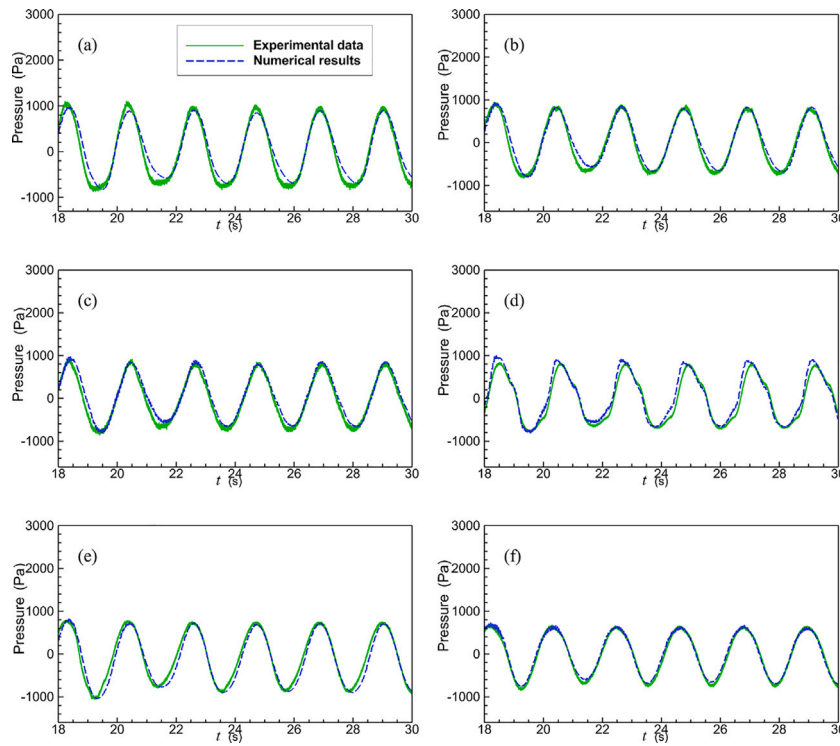 3000
(a)
Experimental data
Numerical results
2000
1000
0
-1000
Pressure (Pa)
18 20 22 24 26 28 30
t (s)
3000
(b)
2000
1000
0
-1000
Pressure (Pa)
18 20 22 24 26 28 30
t (s)
3000
(c)
2000
1000
0
-1000
Pressure (Pa)
18 20 22 24 26 28 30
t (s)
3000
(d)
2000
1000
0
-1000
Pressure (Pa)
18 20 22 24 26 28 30
t (s)
3000
(e)
2000
1000
0
-1000
Pressure (Pa)
18 20 22 24 26 28 30
t (s)
3000
(f)
2000
1000
0
-1000
Pressure (Pa)
18 20 22 24 26 28 30
t (s)